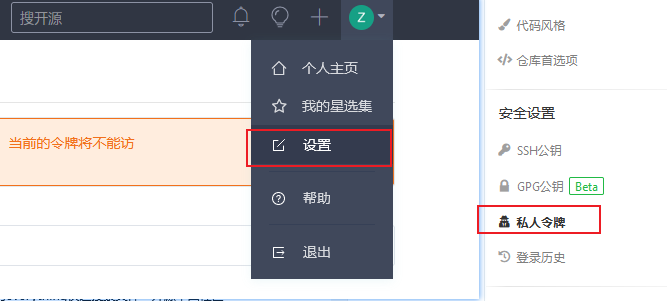 搜开源
Z
个人主页
我的星选集
当前的令牌将不能访
设置
帮助
退出
代码风格
仓库首选项
安全设置
SSH公钥
GPG公钥 Beta
私人令牌
登录历史